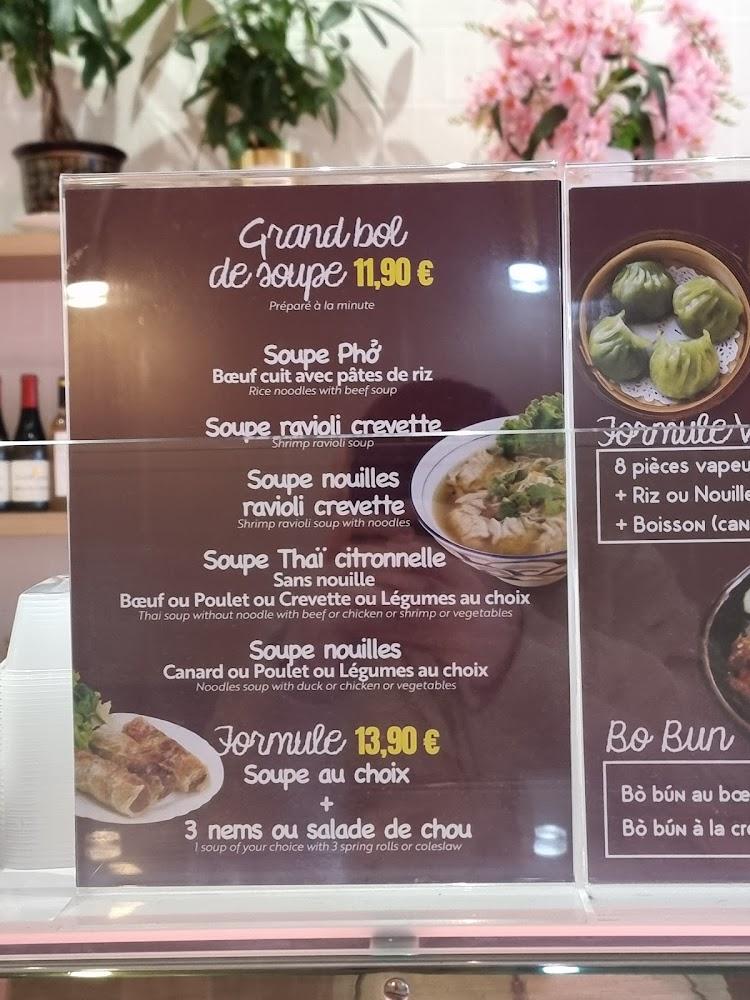 Grand bol
de soupe 11,90 €
Préparé à la minute
Soupe Phở
Bœuf cuit avec pâtes de riz
Rice noodles with beef soup
Soupe ravioli crevette
Shrimp ravioli soup
Soupe nouilles
ravioli crevette
Shrimp ravioli soup with noodles
Soupe Thaï citronnelle
Sans nouille
Bœuf ou Poulet ou Crevette ou Légumes au choix
Thai soup without noodle with beef or chicken or shrimp or vegetables
Soupe nouilles
Canard ou Poulet ou Légumes au choix
Noodles soup with duck or chicken or vegetables
Formule 13,90 €
Soupe au choix
+
3 nems ou salade de chou
1 soup of your choice with 3 spring rolls or coleslaw
Formule
8 pièces vapeu
+ Riz ou Nouille
+ Boisson (can
Bo Bun
Bò bún au bœ
Bò bún à la cr